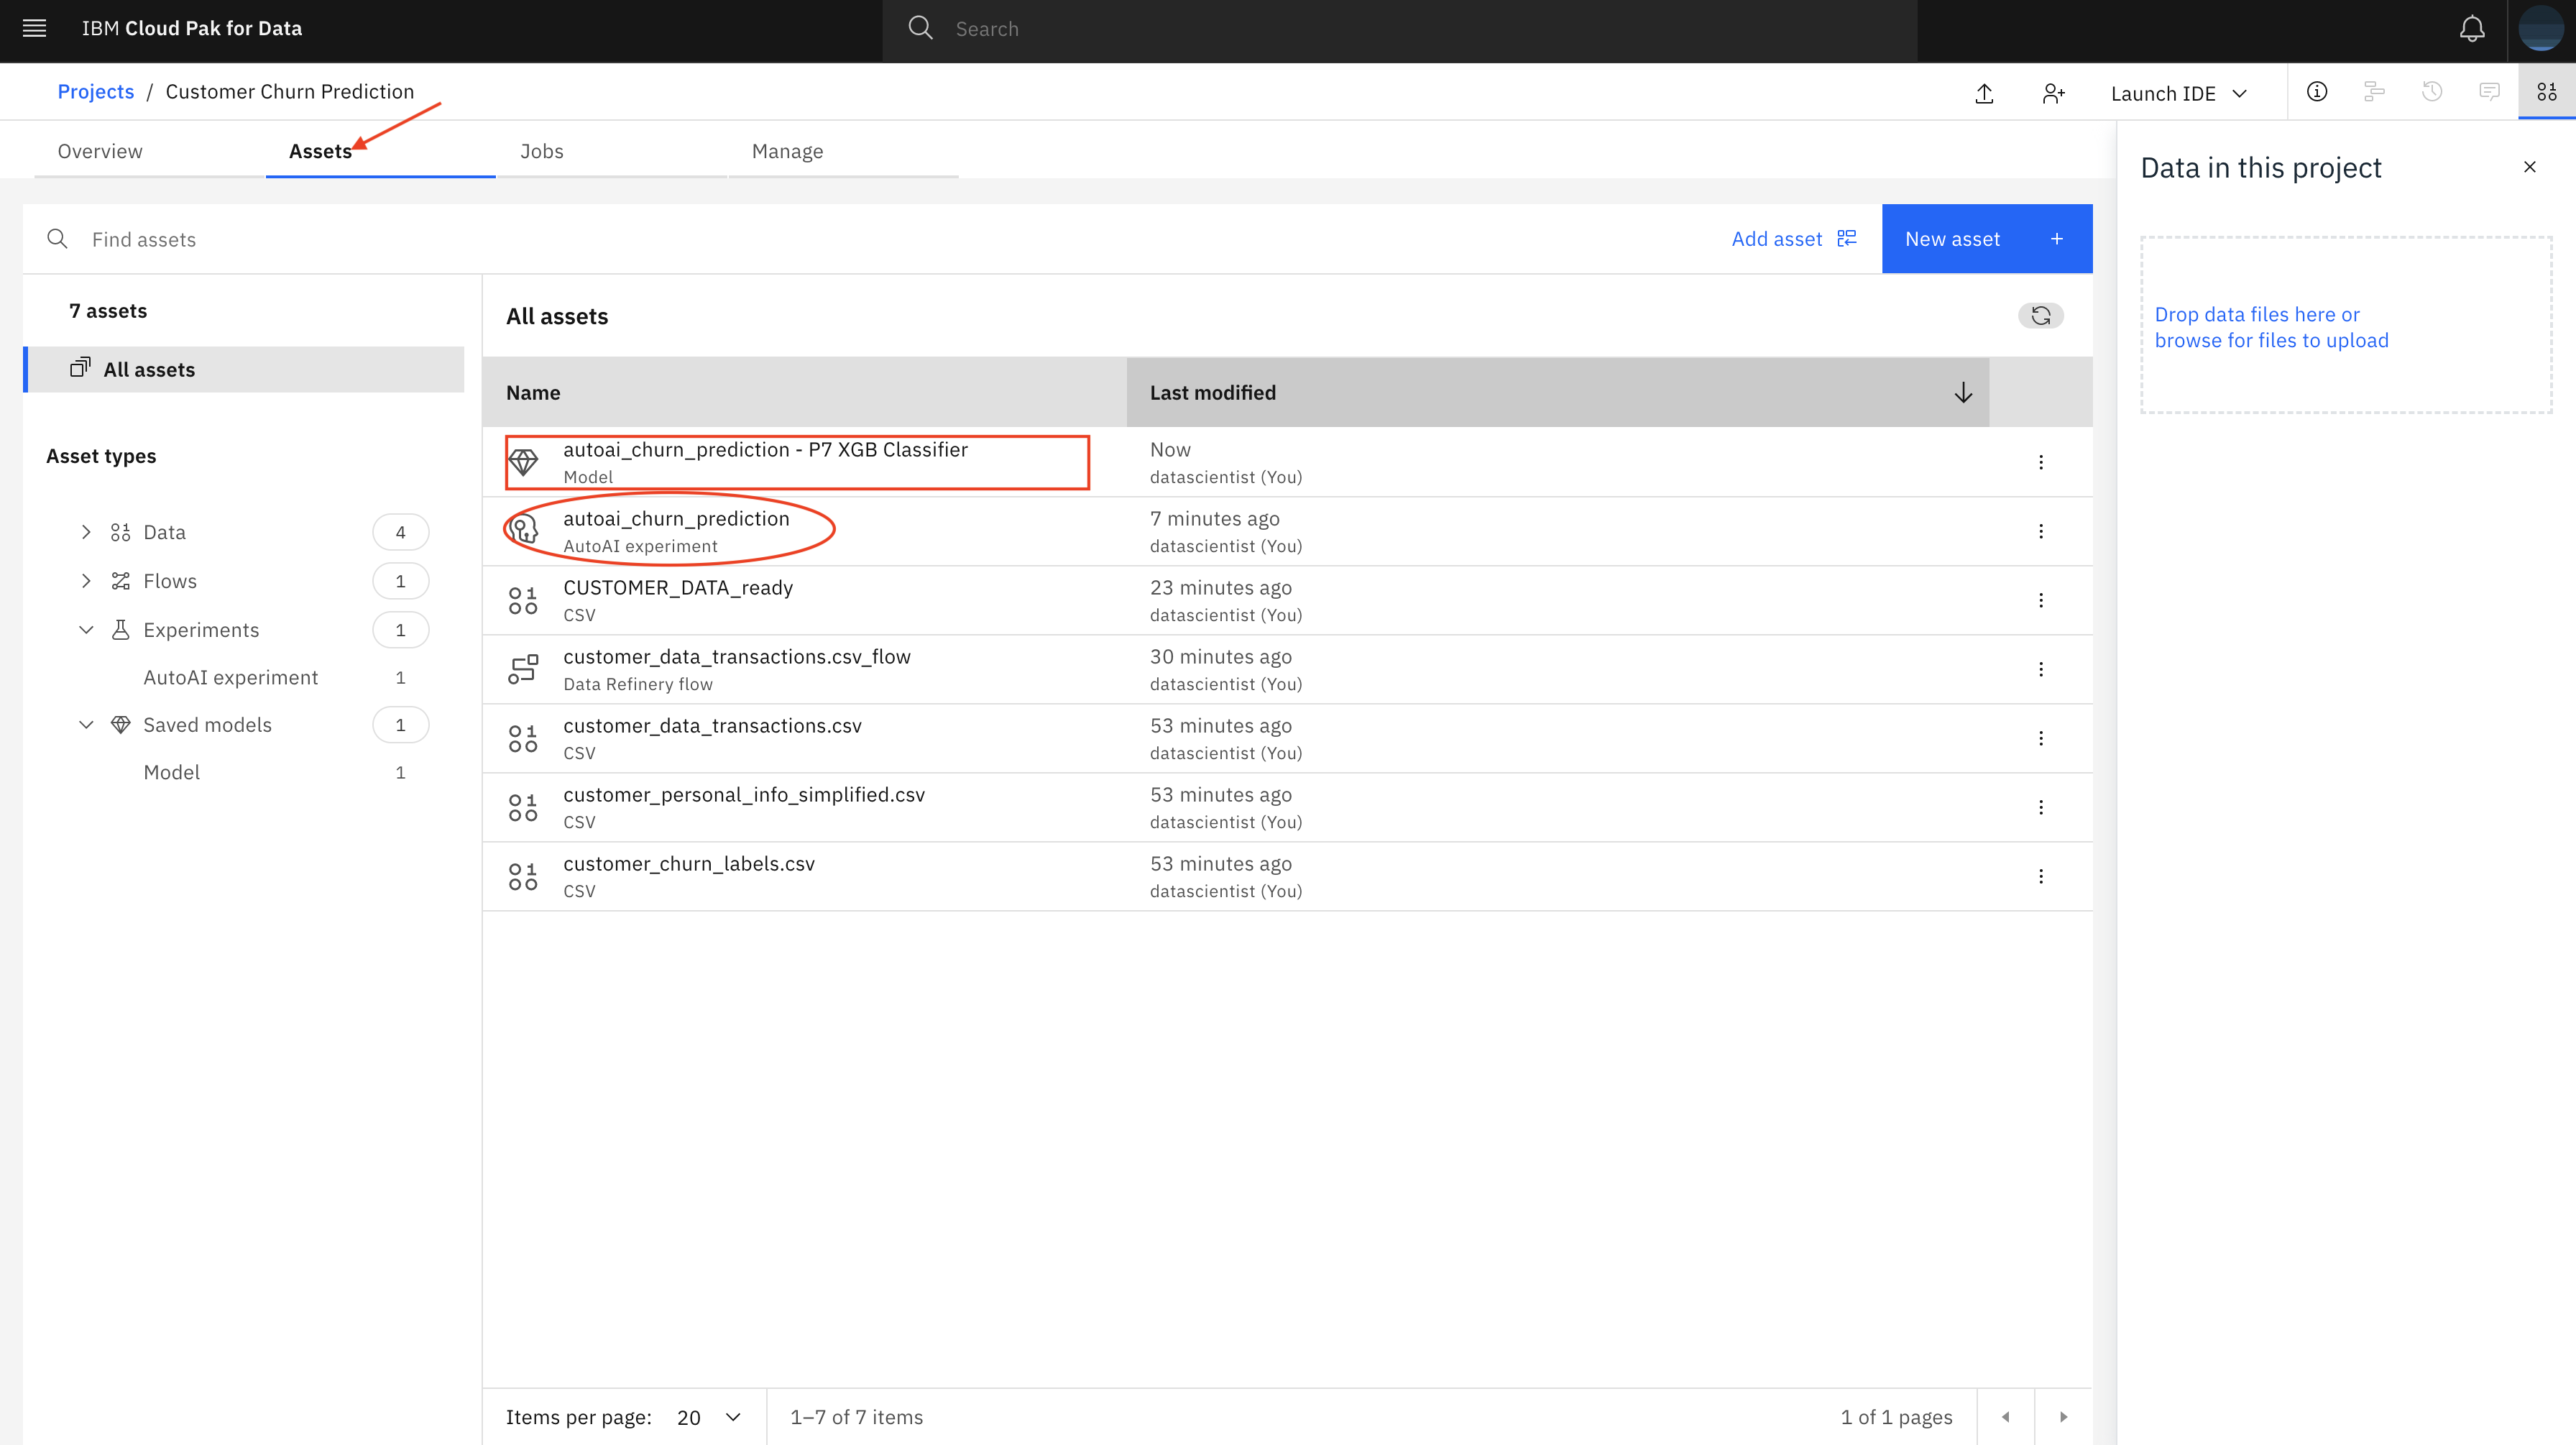 IBM Cloud Pak for Data
Search
Projects / Customer Churn Prediction
Launch IDE
Overview
Assets
Jobs
Manage
Data in this project
Find assets
Add asset
New asset +
Drop data files here or
browse for files to upload
7 assets
All assets
Asset types
Data 4
Flows 1
Experiments 1
AutoAI experiment 1
Saved models 1
Model 1
All assets
Name
Last modified
autoai_churn_prediction - P7 XGB Classifier
Model
Now
datascientist (You)
autoai_churn_prediction
AutoAI experiment
7 minutes ago
datascientist (You)
CUSTOMER_DATA_ready
CSV
23 minutes ago
datascientist (You)
customer_data_transactions.csv_flow
Data Refinery flow
30 minutes ago
datascientist (You)
customer_data_transactions.csv
CSV
53 minutes ago
datascientist (You)
customer_personal_info_simplified.csv
CSV
53 minutes ago
datascientist (You)
customer_churn_labels.csv
CSV
53 minutes ago
datascientist (You)
Items per page: 20
1–7 of 7 items
1 of 1 pages